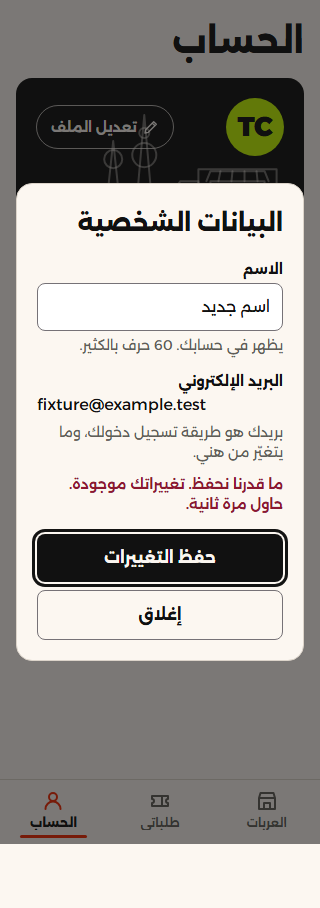 الحساب
TC
تعديل الملف
البيانات الشخصية
الاسم
اسم جديد
يظهر في حسابك. 60 حرف بالكثير.
البريد الإلكتروني
fixture@example.test
بريدك هو طريقة تسجيل دخولك، وما
يتغيّر من هني.
ما قدرنا نحفظ. تغييراتك موجودة.
حاول مرة ثانية.
حفظ التغييرات
إغلاق
العربات
طلباتي
الحساب